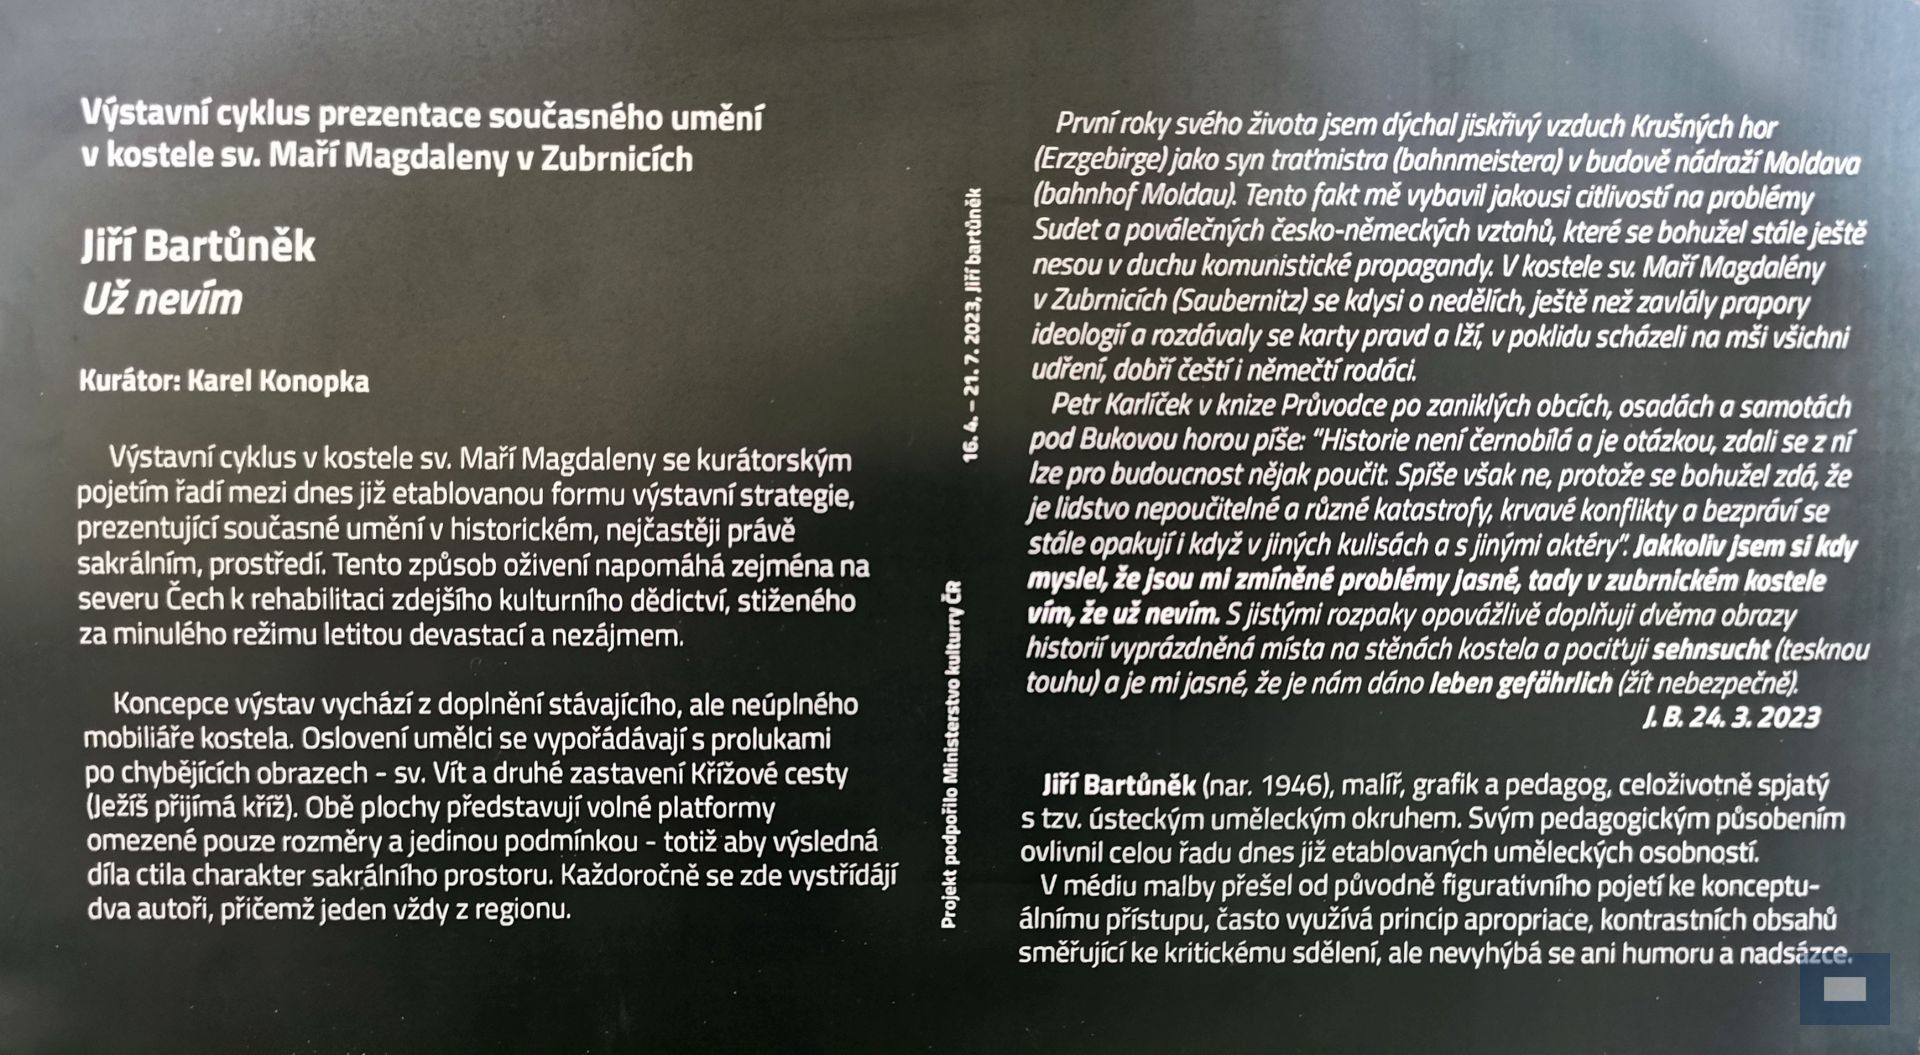 Výstavní cyklus prezentace současného umění
v kostele sv. Maří Magdaleny v Zubrnicích
Jiří Bartůněk
Už nevím
Kurátor: Karel Konopka
Výstavní cyklus v kostele sv. Maří Magdaleny se kurátorským
pojetím řadí mezi dnes již etablovanou formu výstavní strategie,
prezentující současné umění v historickém, nejčastěji právě
sakrálním, prostředí. Tento způsob oživení napomáhá zejména na
severu Čech k rehabilitaci zdejšího kulturního dědictví, stiženého
za minulého režimu letitou devastací a nezájmem.
Koncepce výstav vychází z doplnění stávajícího, ale neúplného
mobiliáře kostela. Oslovení umělci se vypořádávají s prolukami
po chybějících obrazech - sv. Vít a druhé zastavení Křížové cesty
(Ježíš přijímá kříž). Obě plochy představují volné platformy
omezené pouze rozměry a jedinou podmínkou - totiž aby výsledná
díla ctila charakter sakrálního prostoru. Každoročně se zde vystřídájí
dva autoři, přičemž jeden vždy z regionu.
16. 4. – 21. 7. 2023, Jiří bartůněk
Projekt podpořilo Ministerstvo kulturry ČR
První roky svého života jsem dýchal jiskřivý vzduch Krušných hor
(Erzgebirge) jako syn traťmistra (bahnmeistera) v budově nádraží Moldava
(bahnhof Moldau). Tento fakt mě vybavil jakousi citlivostí na problémy
Sudet a poválečných česko-německých vztahů, které se bohužel stále ještě
nesou v duchu komunistické propagandy. V kostele sv. Maří Magdalény
v Zubrnicích (Saubernitz) se kdysi o nedělích, ještě než zavlály prapory
ideologií a rozdávaly se karty pravd a lží, v poklidu scházeli na mši všichni
udření, dobří čeští i němečtí rodáci.
Petr Karlíček v knize Průvodce po zaniklých obcích, osadách a samotách
pod Bukovou horou píše: "Historie není černobílá a je otázkou, zdali se z ní
lze pro budoucnost nějak poučit. Spíše však ne, protože se bohužel zdá, že
je lidstvo nepoučitelné a různé katastrofy, krvavé konflikty a bezpráví se
stále opakují i když v jiných kulisách a s jinými aktéry". Jakkoliv jsem si kdy
myslel, že jsou mi zmíněné problémy jasné, tady v zubrnickém kostele
vím, že už nevím. S jistými rozpaky opovážlivě doplňuji dvěma obrazy
historií vyprázdněná místa na stěnách kostela a pociťuji sehnsucht (tesknou
touhu) a je mi jasné, že je nám dáno leben gefährlich (žít nebezpečně).
J. B. 24. 3. 2023
Jiří Bartůněk (nar. 1946), malíř, grafik a pedagog, celoživotně spjatý
s tzv. ústeckým uměleckým okruhem. Svým pedagogickým působením
ovlivnil celou řadu dnes již etablovaných uměleckých osobností.
V médiu malby přešel od původně figurativního pojetí ke konceptu-
álnímu přístupu, často využívá princip apropriace, kontrastních obsahů
směřující ke kritickému sdělení, ale nevyhýbá se ani humoru a nadsázce.